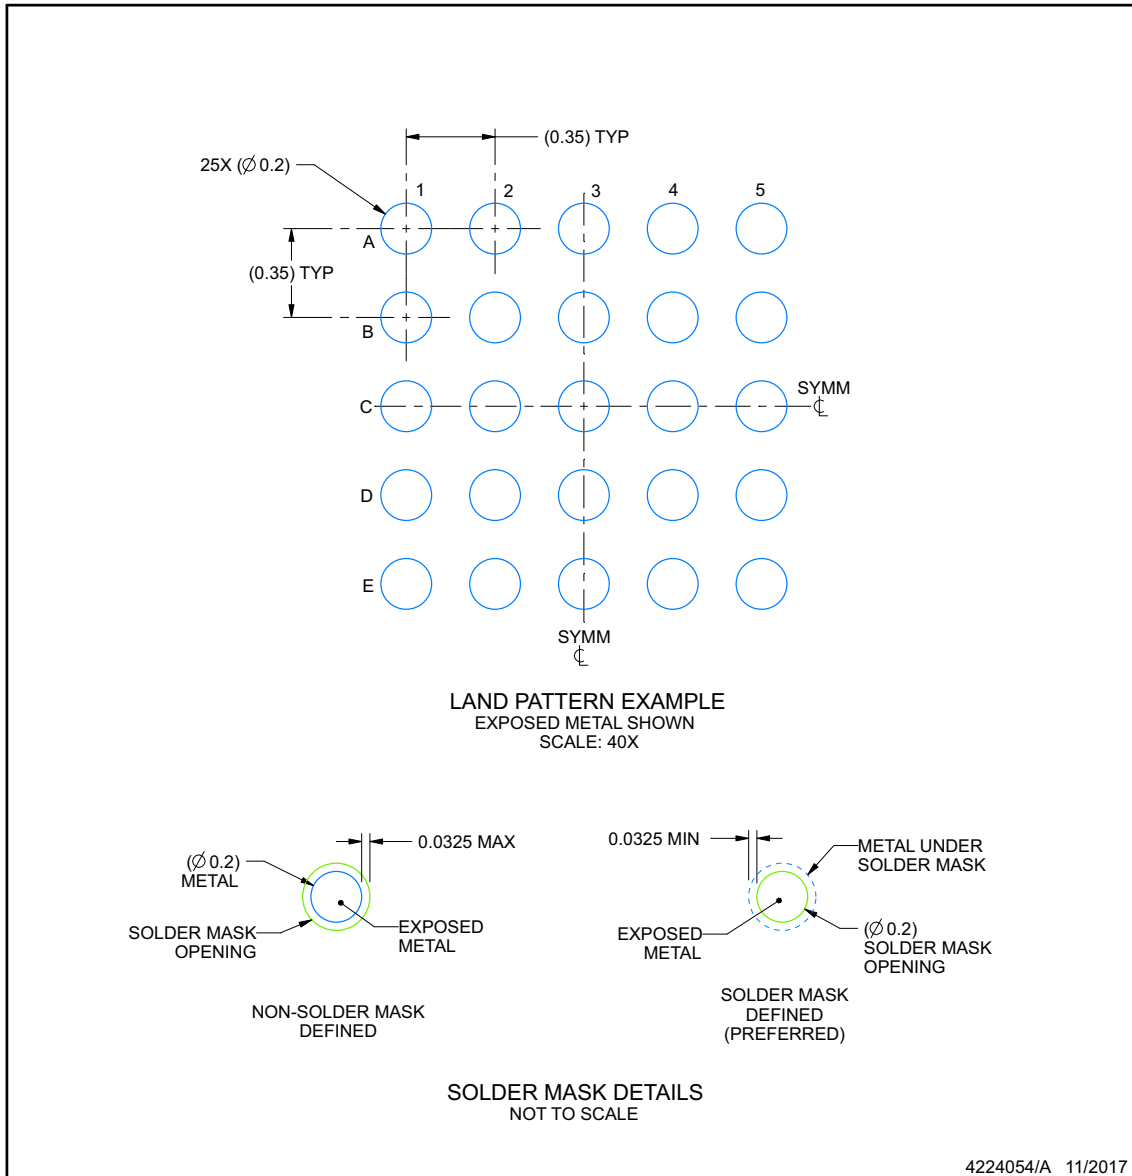 (0.35) TYP
25X (∅ 0.2)
1 2 3 4 5
A
(0.35) TYP
B
SYMM
℄
C
D
E
SYMM
℄
LAND PATTERN EXAMPLE
EXPOSED METAL SHOWN
SCALE: 40X
0.0325 MAX
(∅ 0.2)
METAL
SOLDER MASK
OPENING
EXPOSED
METAL
NON-SOLDER MASK
DEFINED
0.0325 MIN
METAL UNDER
SOLDER MASK
EXPOSED
METAL
(∅ 0.2)
SOLDER MASK
OPENING
SOLDER MASK
DEFINED
(PREFERRED)
SOLDER MASK DETAILS
NOT TO SCALE
4224054/A 11/2017